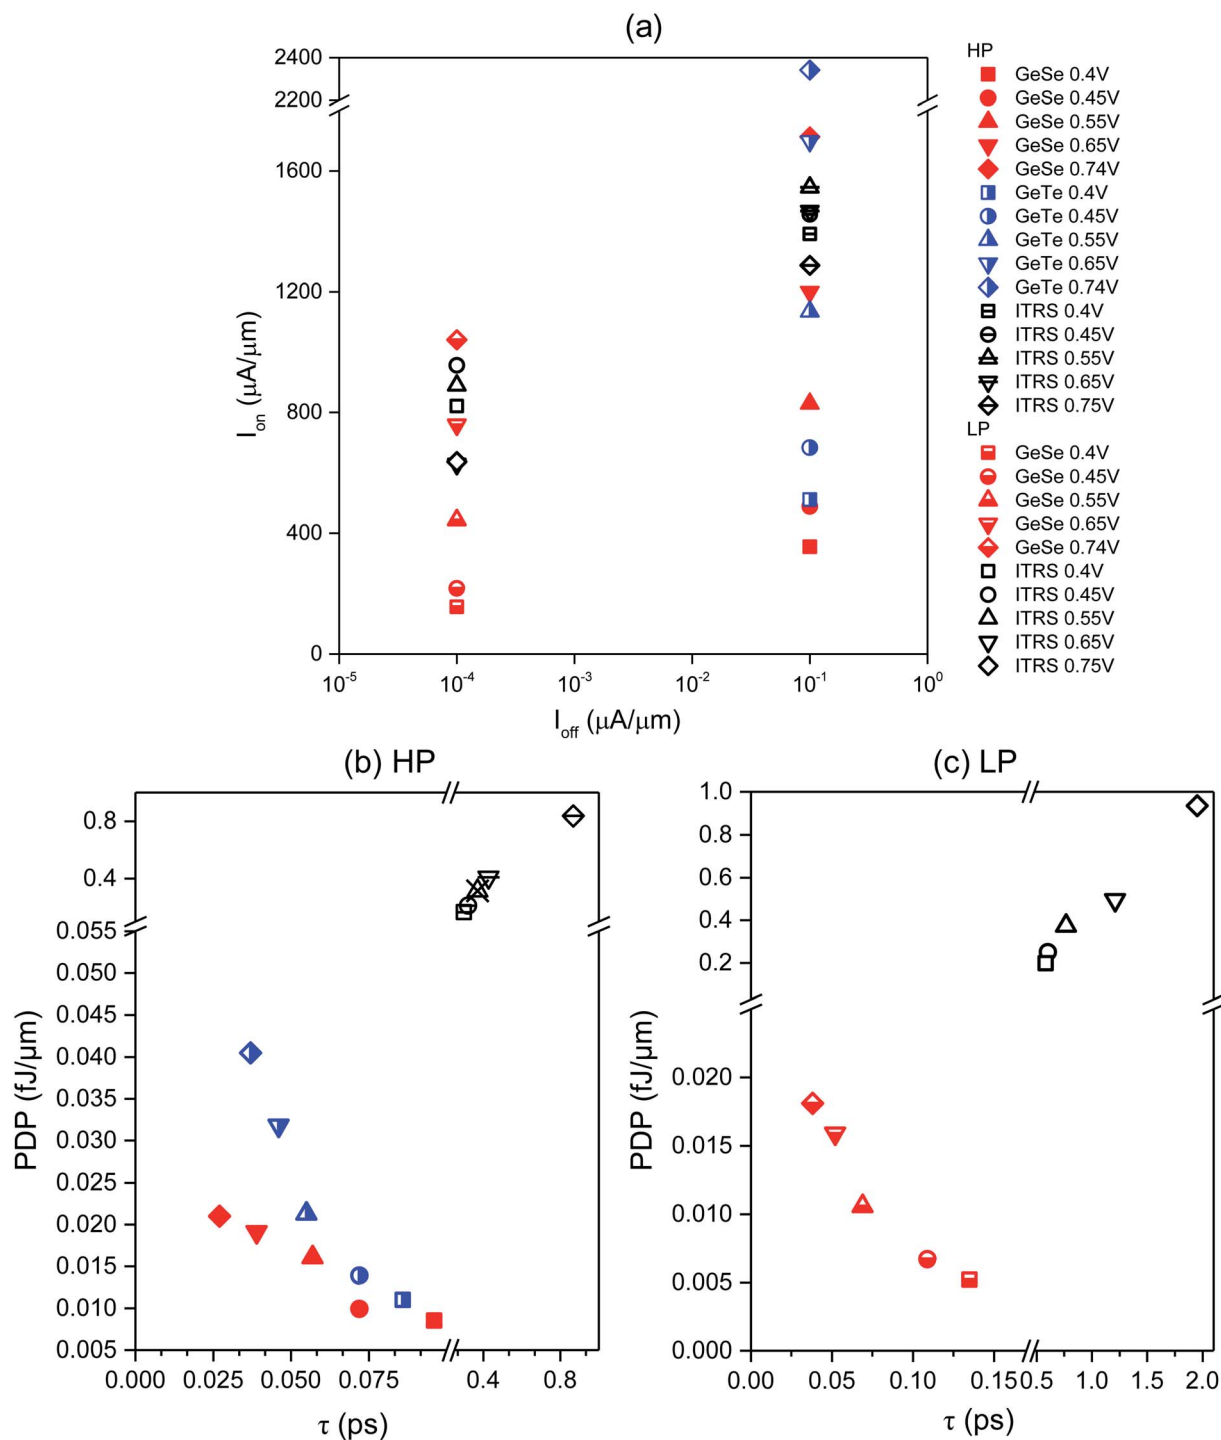 (a)
2400
2200
1600
1200
800
400
0
I_on (μA/μm)
10^-5
10^-4
10^-3
10^-2
10^-1
10^0
I_off (μA/μm)
HP
GeSe 0.4V
GeSe 0.45V
GeSe 0.55V
GeSe 0.65V
GeSe 0.74V
GeTe 0.4V
GeTe 0.45V
GeTe 0.55V
GeTe 0.65V
GeTe 0.74V
ITRS 0.4V
ITRS 0.45V
ITRS 0.55V
ITRS 0.65V
ITRS 0.75V
LP
GeSe 0.4V
GeSe 0.45V
GeSe 0.55V
GeSe 0.65V
GeSe 0.74V
ITRS 0.4V
ITRS 0.45V
ITRS 0.55V
ITRS 0.65V
ITRS 0.75V
(b) HP
0.8
0.4
0.055
0.050
0.045
0.040
0.035
0.030
0.025
0.020
0.015
0.010
0.005
PDP (fJ/μm)
0.000
0.025
0.050
0.075
0.4
0.8
τ (ps)
(c) LP
1.0
0.8
0.6
0.4
0.2
0.020
0.015
0.010
0.005
0.000
PDP (fJ/μm)
0.00
0.05
0.10
0.15
0.5
1.0
1.5
2.0
τ (ps)